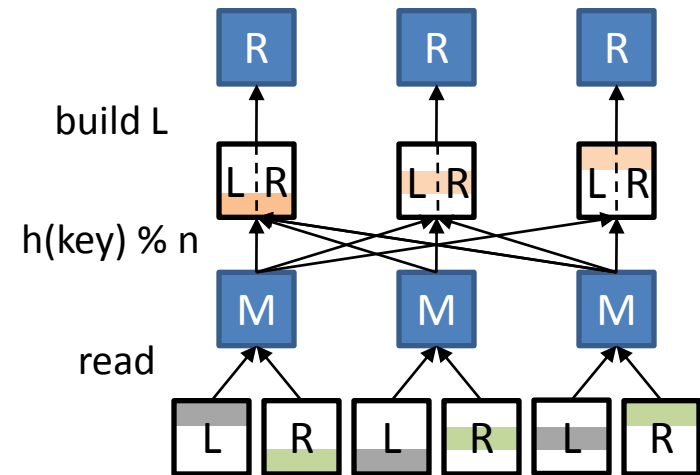 R R R
build L
L R L R L R
h(key) % n
M M M
read
L R L R L R